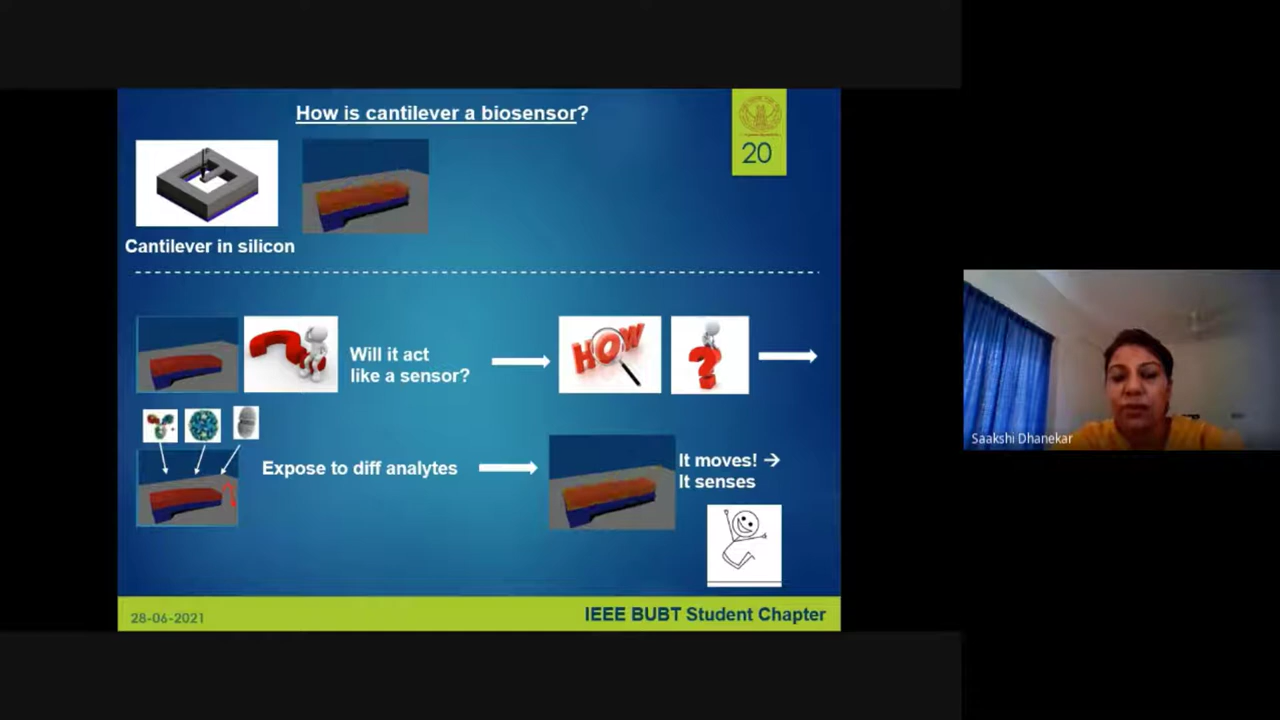 How is cantilever a biosensor?
20
Cantilever in silicon
Will it act
like a sensor?
HOW
?
Expose to diff analytes
It moves! →
It senses
28-06-2021
IEEE BUBT Student Chapter
Saakshi Dhanekar